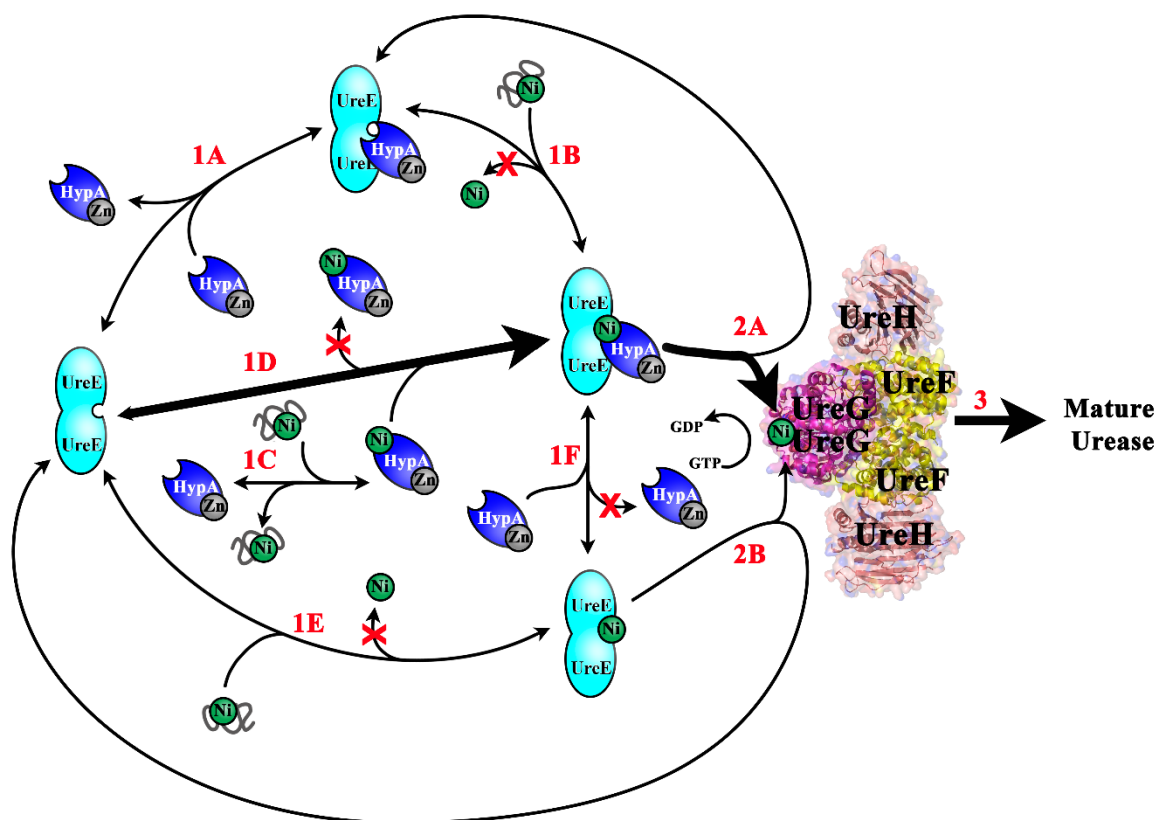 UreE
UreE
HypA
Zn
1A
HypA
Zn
Ni
1B
X
Ni
HypA
Zn
Ni
HypA
Zn
X
1D
UreE
UreE
UreE
Ni
HypA
UreE
Zn
2A
UreH
UreF
UreG
Ni
UreG
UreF
UreH
3
Mature
Urease
GDP
GTP
Ni
1C
HypA
Zn
Ni
Ni
HypA
Zn
1F
HypA
Zn
X
HypA
Zn
2B
Ni
X
1E
Ni
UreE
Ni
UreE